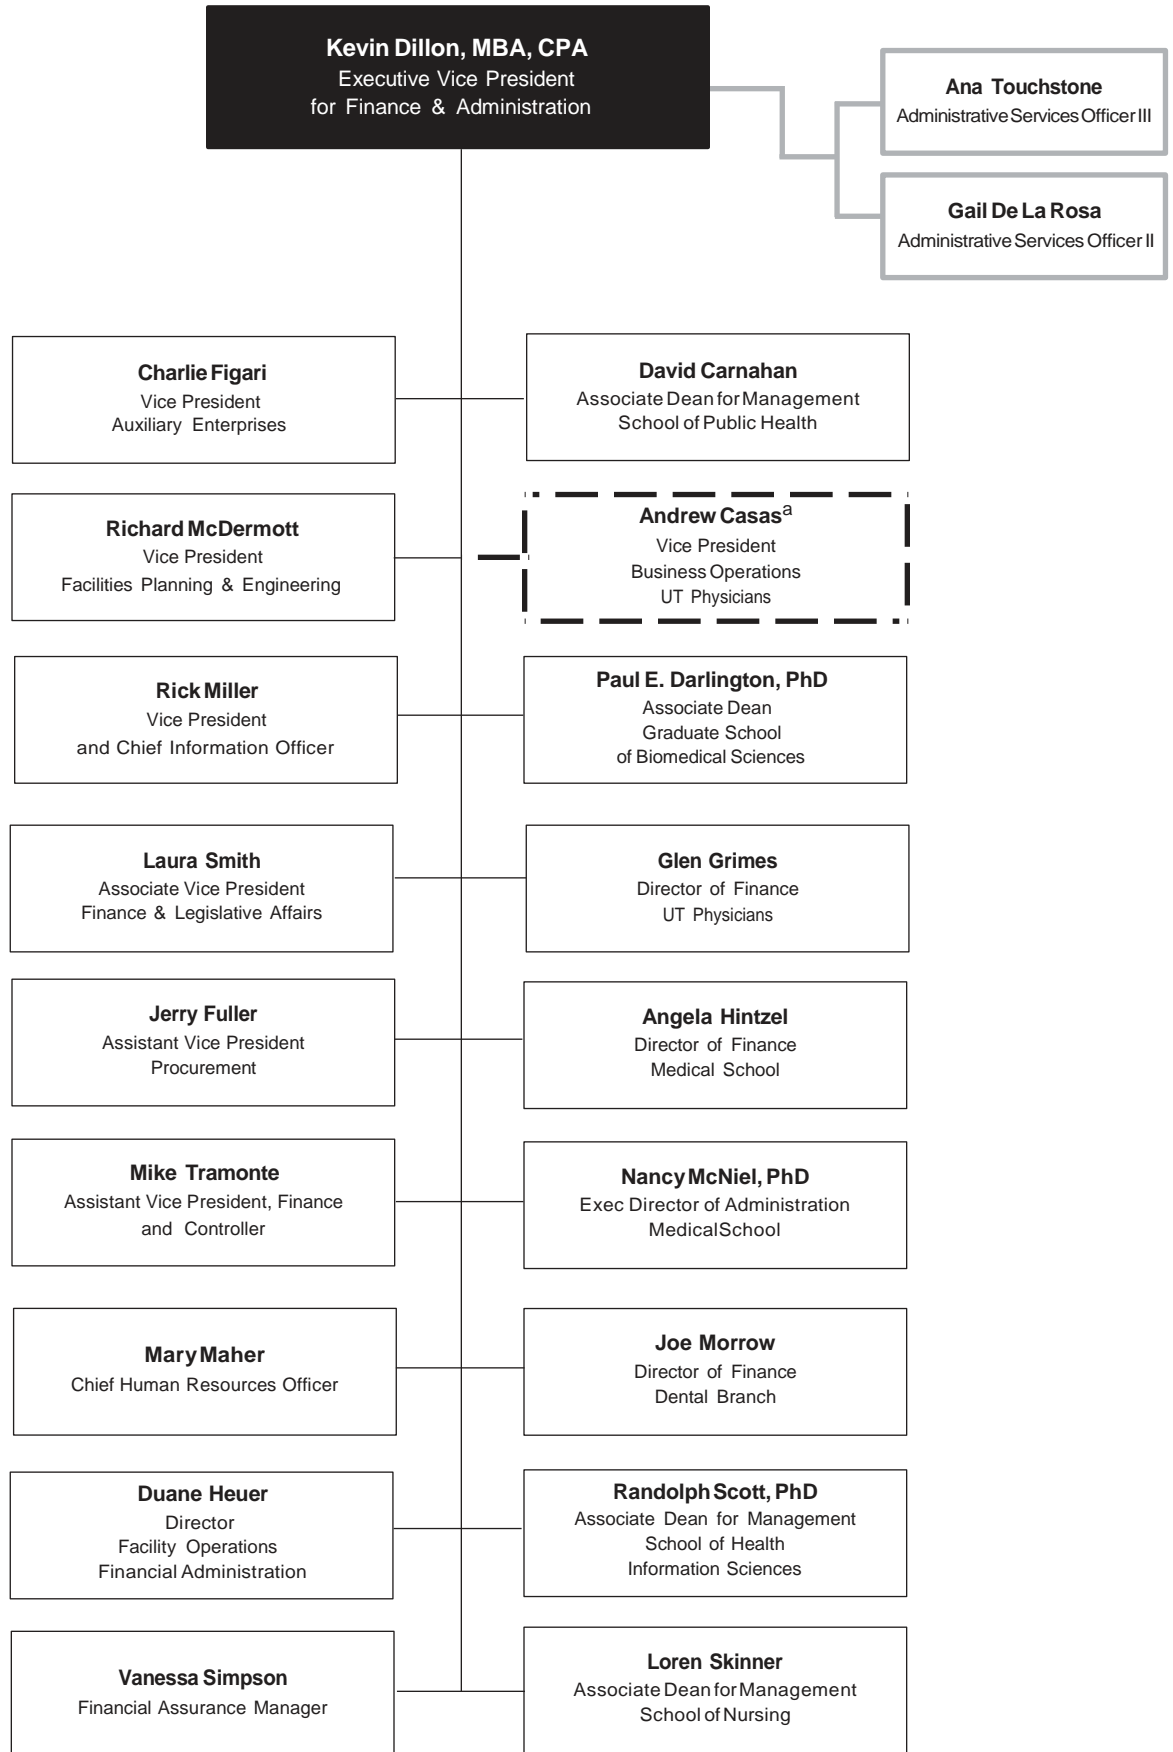 Kevin Dillon, MBA, CPA
Executive Vice President
for Finance & Administration
Ana Touchstone
Administrative Services Officer III
Gail De La Rosa
Administrative Services Officer II
Charlie Figari
Vice President
Auxiliary Enterprises
David Carnahan
Associate Dean for Management
School of Public Health
Richard McDermott
Vice President
Facilities Planning & Engineering
Andrew Casasa
Vice President
Business Operations
UT Physicians
Rick Miller
Vice President
and Chief Information Officer
Paul E. Darlington, PhD
Associate Dean
Graduate School
of Biomedical Sciences
Laura Smith
Associate Vice President
Finance & Legislative Affairs
Glen Grimes
Director of Finance
UT Physicians
Jerry Fuller
Assistant Vice President
Procurement
Angela Hintzel
Director of Finance
Medical School
Mike Tramonte
Assistant Vice President, Finance
and Controller
Nancy McNiel, PhD
Exec Director of Administration
Medical School
Mary Maher
Chief Human Resources Officer
Joe Morrow
Director of Finance
Dental Branch
Duane Heuer
Director
Facility Operations
Financial Administration
Randolph Scott, PhD
Associate Dean for Management
School of Health
Information Sciences
Vanessa Simpson
Financial Assurance Manager
Loren Skinner
Associate Dean for Management
School of Nursing